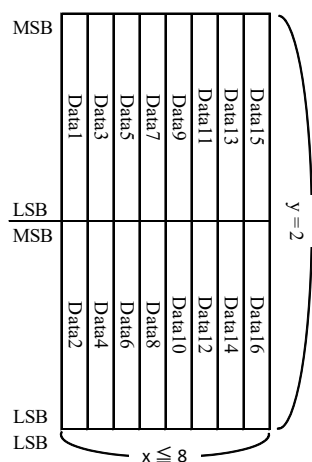 MSB
Data1
Data3
Data5
Data7
Data9
Data11
Data13
Data15
LSB
MSB
Data2
Data4
Data6
Data8
Data10
Data12
Data14
Data16
LSB
LSB
y = 2
x ≦ 8